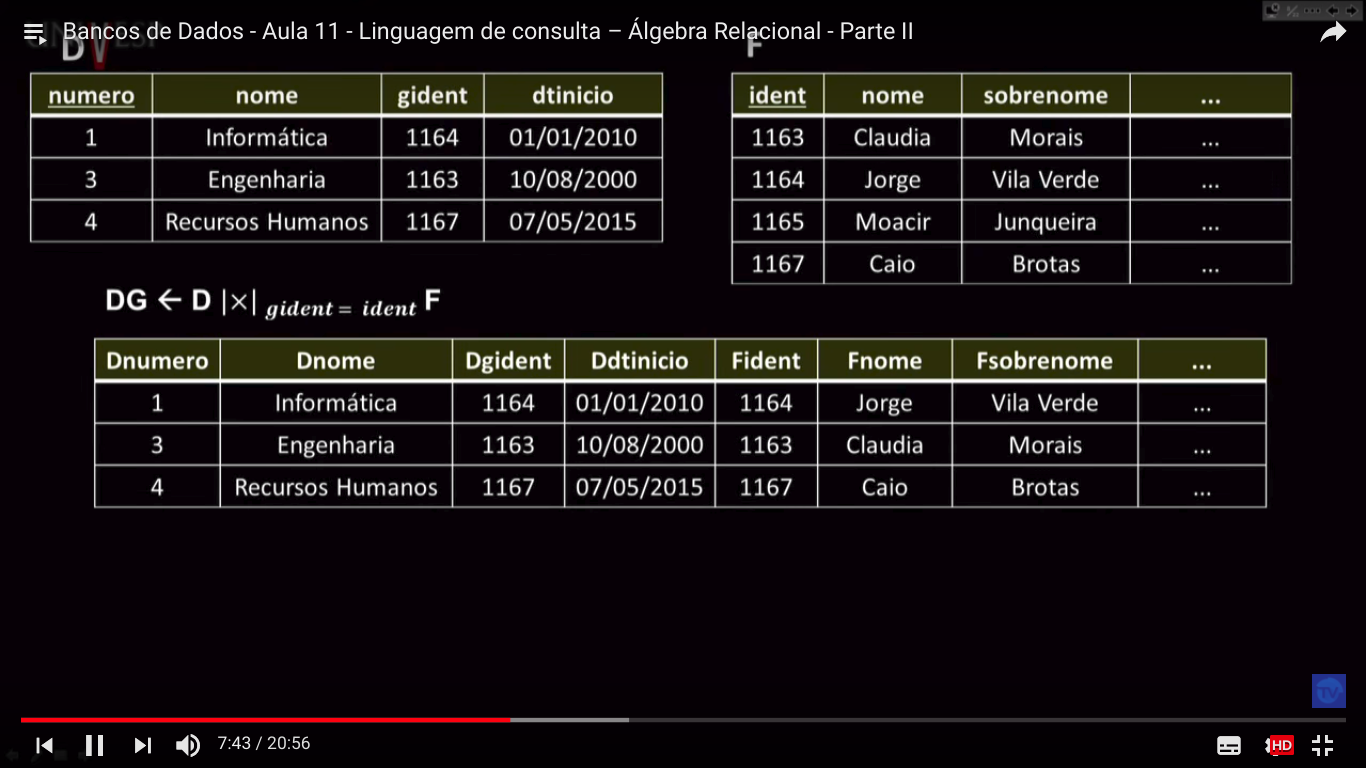 Bancos de Dados - Aula 11 - Linguagem de consulta – Álgebra Relacional - Parte II
D F
numero nome gident dtinicio
1 Informática 1164 01/01/2010
3 Engenharia 1163 10/08/2000
4 Recursos Humanos 1167 07/05/2015
ident nome sobrenome ...
1163 Claudia Morais ...
1164 Jorge Vila Verde ...
1165 Moacir Junqueira ...
1167 Caio Brotas ...
DG ← D |×| gident = ident F
Dnumero Dnome Dgident Ddtinicio Fident Fnome Fsobrenome ...
1 Informática 1164 01/01/2010 1164 Jorge Vila Verde ...
3 Engenharia 1163 10/08/2000 1163 Claudia Morais ...
4 Recursos Humanos 1167 07/05/2015 1167 Caio Brotas ...
TV
7:43 / 20:56
HD